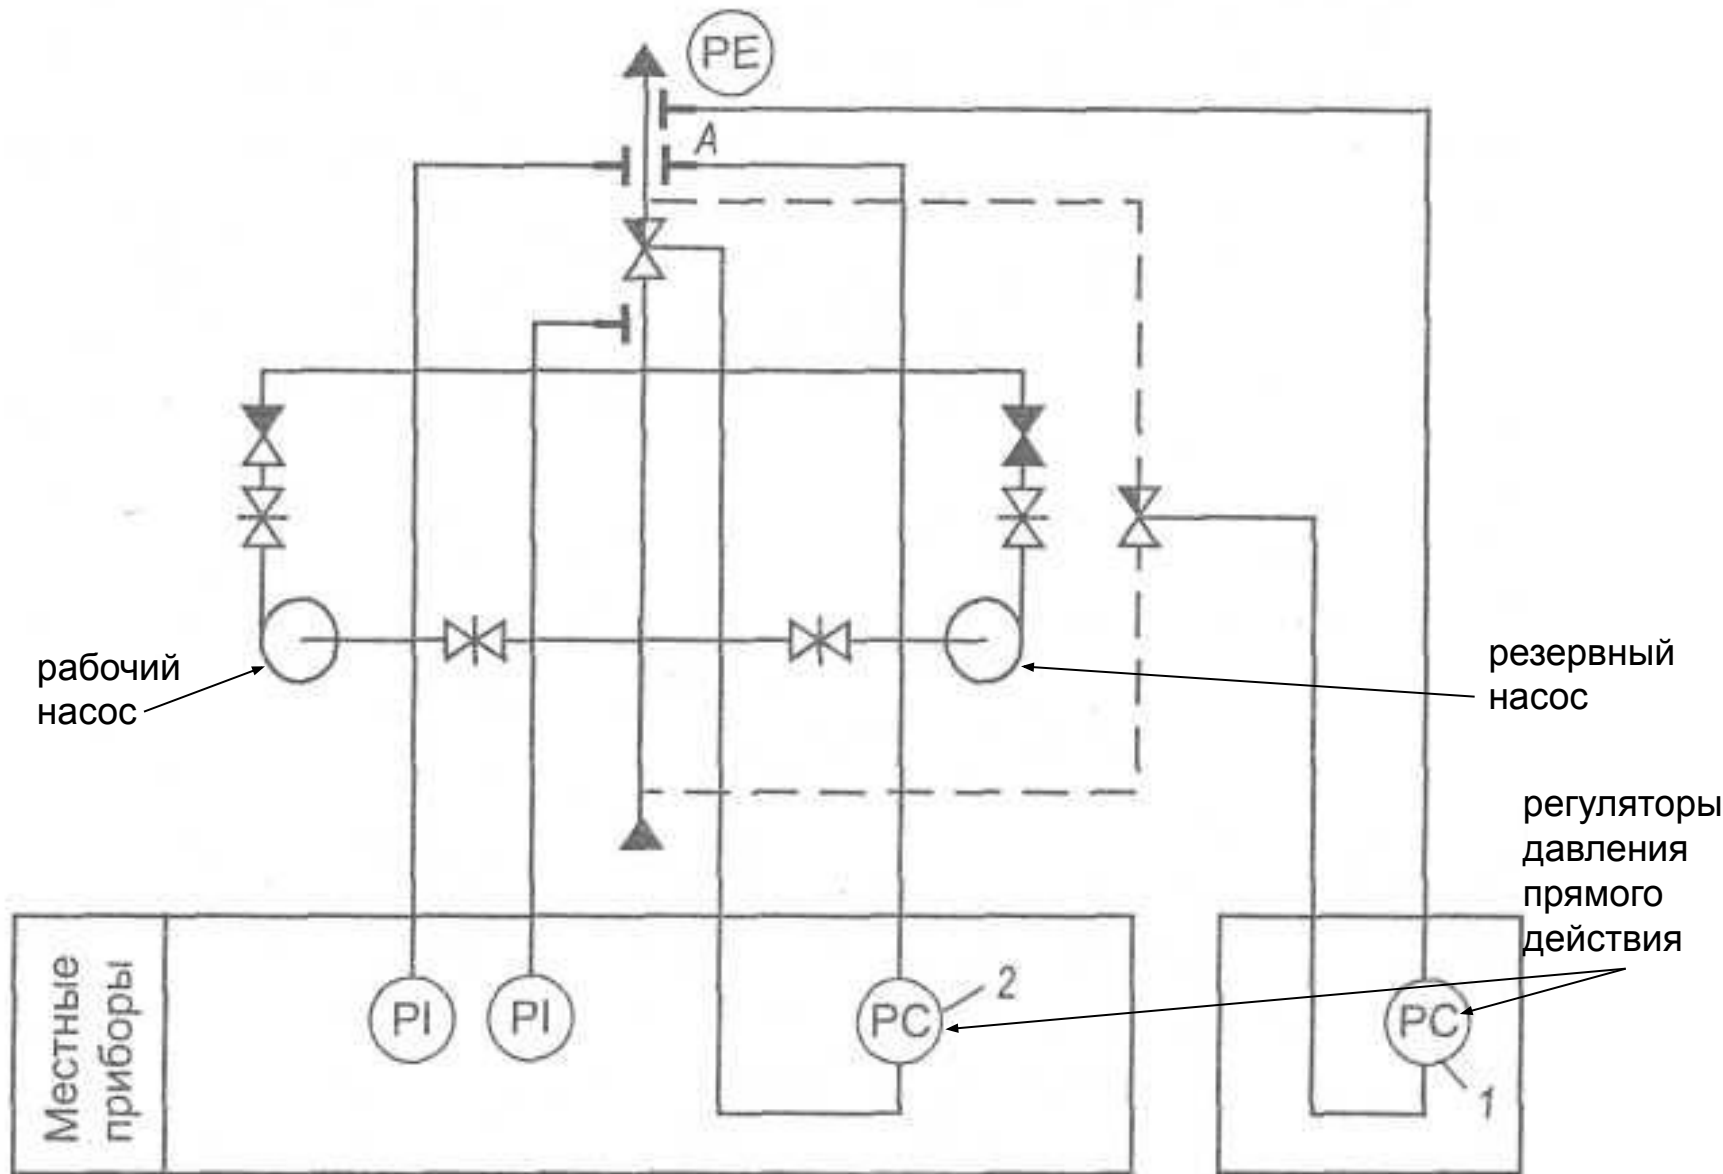 PE
A
рабочий
насос
резервный
насос
регуляторы
давления
прямого
действия
Местные
приборы
PI
PI
PC
2
PC
1